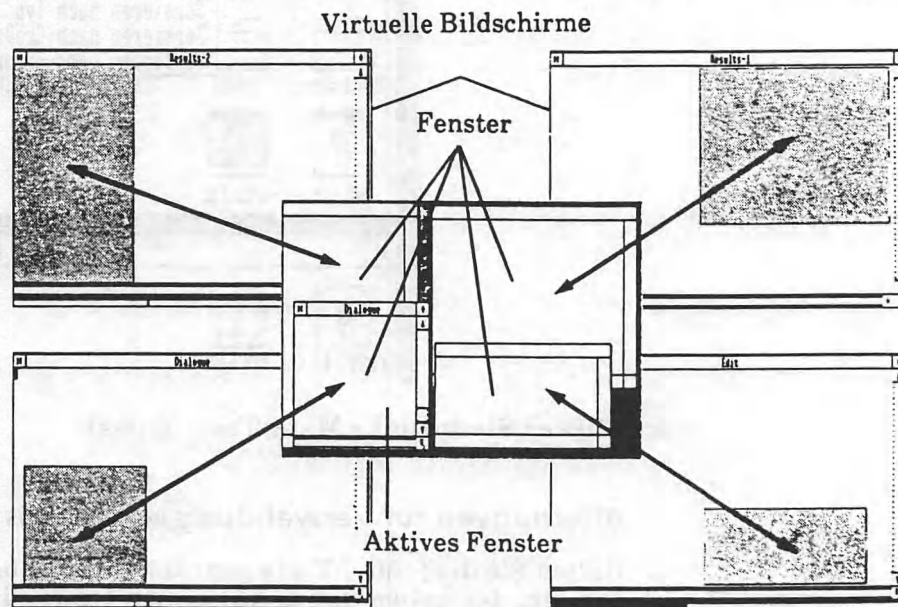 Virtuelle Bildschirme
Results-2
Results-1
Fenster
Dialogue
Dialogue
Edit
Aktives Fenster